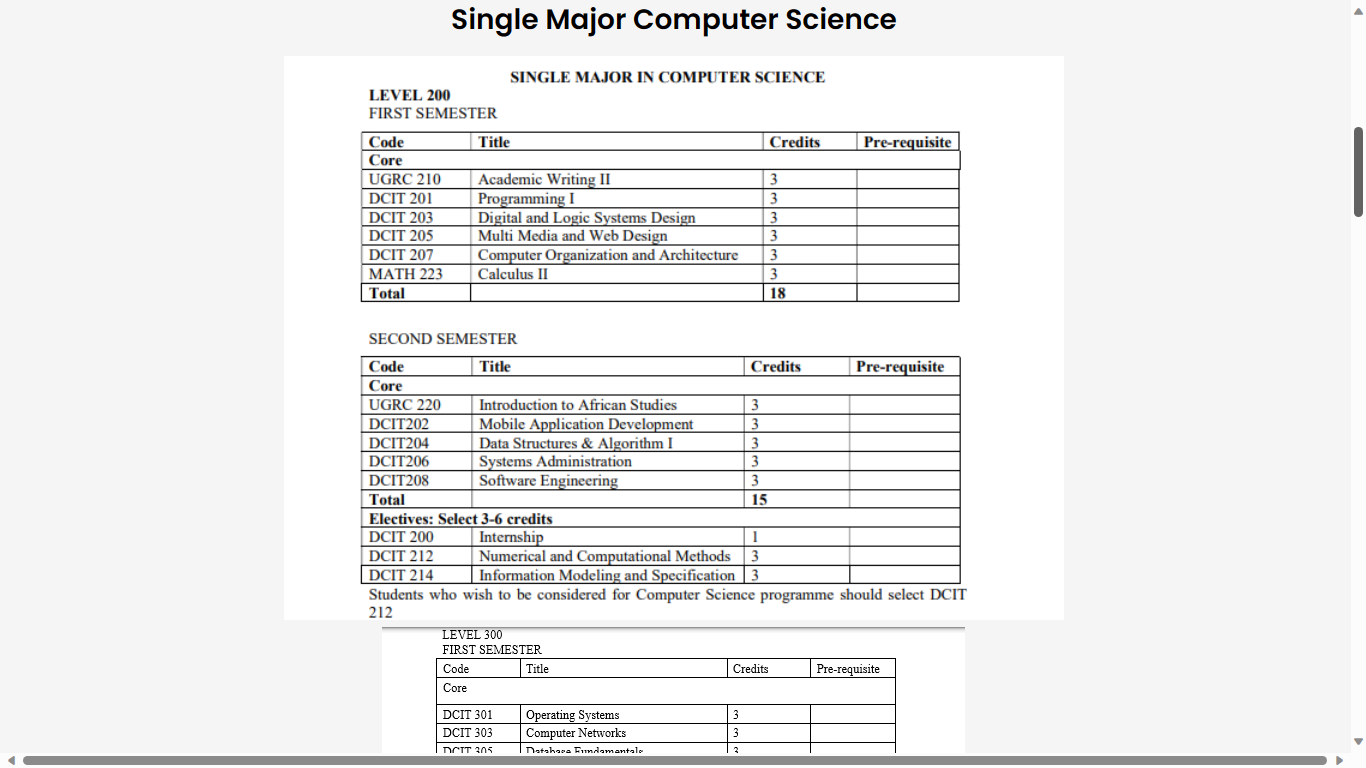 Single Major Computer Science
SINGLE MAJOR IN COMPUTER SCIENCE
LEVEL 200
FIRST SEMESTER
Code Title Credits Pre-requisite
Core
UGRC 210 Academic Writing II 3
DCIT 201 Programming I 3
DCIT 203 Digital and Logic Systems Design 3
DCIT 205 Multi Media and Web Design 3
DCIT 207 Computer Organization and Architecture 3
MATH 223 Calculus II 3
Total 18
SECOND SEMESTER
Code Title Credits Pre-requisite
Core
UGRC 220 Introduction to African Studies 3
DCIT202 Mobile Application Development 3
DCIT204 Data Structures & Algorithm I 3
DCIT206 Systems Administration 3
DCIT208 Software Engineering 3
Total 15
Electives: Select 3-6 credits
DCIT 200 Internship 1
DCIT 212 Numerical and Computational Methods 3
DCIT 214 Information Modeling and Specification 3
Students who wish to be considered for Computer Science programme should select DCIT
212
LEVEL 300
FIRST SEMESTER
Code Title Credits Pre-requisite
Core
DCIT 301 Operating Systems 3
DCIT 303 Computer Networks 3
DCIT 305 Database Fundamentals 3